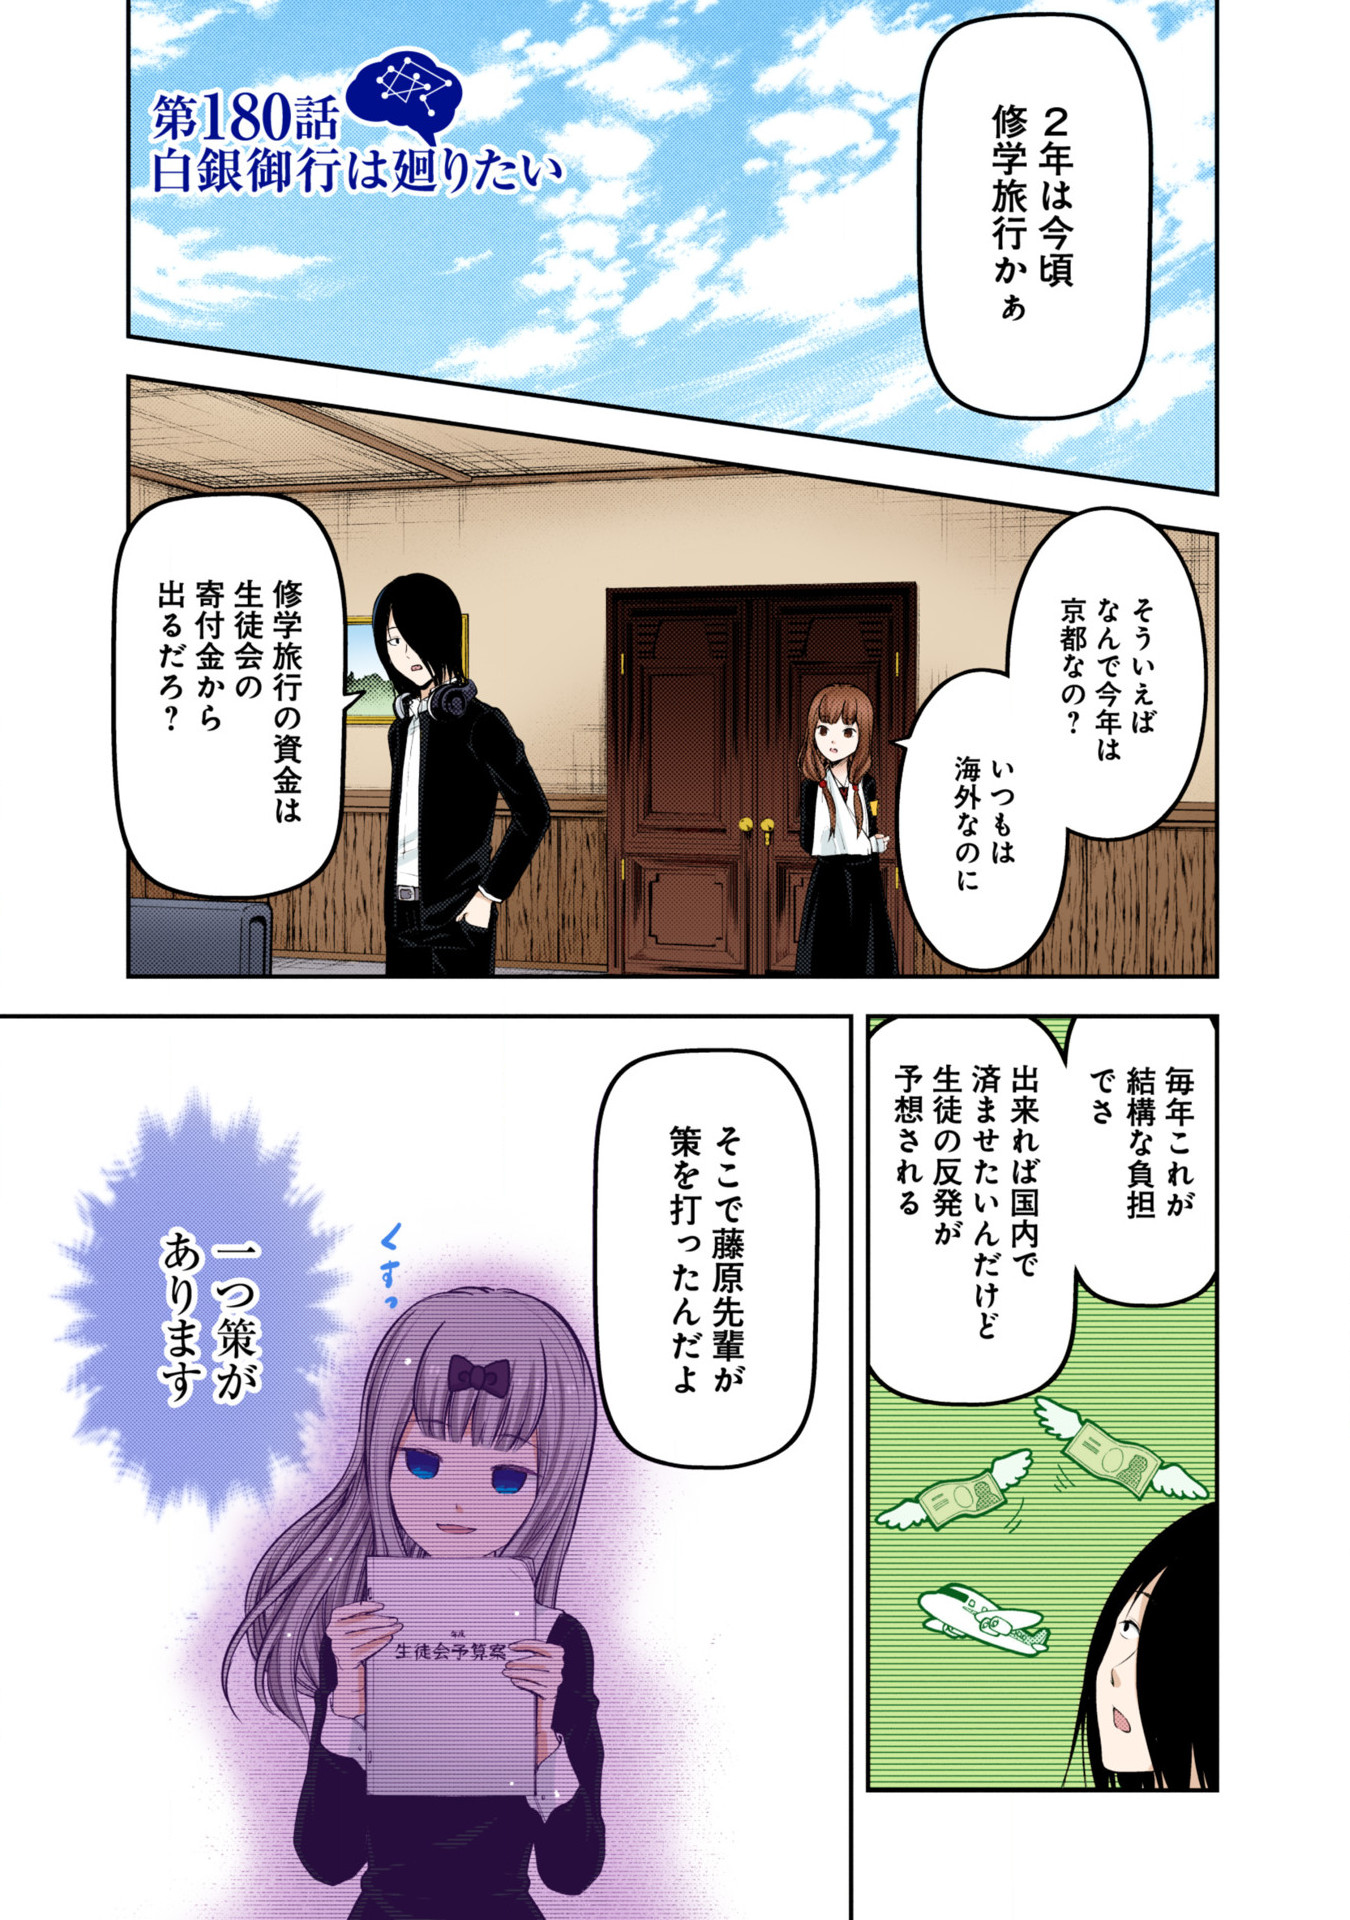 第180話
白銀御行は廻りたい
2年は今頃
修学旅行かぁ
そういえば
なんで今年は
京都なの？
いつもは
海外なのに
修学旅行の資金は
生徒会の
寄付金から
出るだろ？
毎年これが
結構な負担
でさ
出来れば国内で
済ませたいんだけど
生徒の反発が
予想される
そこで藤原先輩が
策を打ったんだよ
くすっ
一つ策が
あります
生徒会予算案